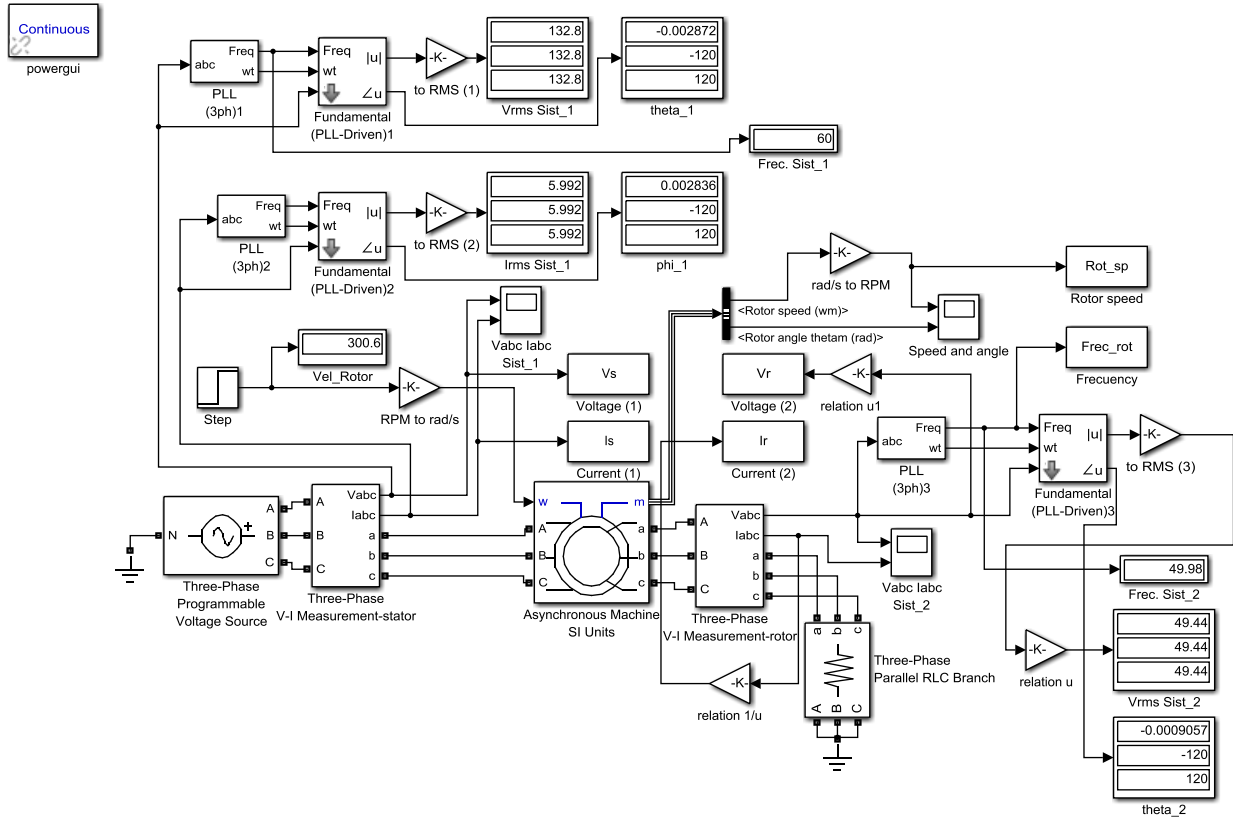 Continuous
powergui
abc
Freq
wt
PLL
(3ph)1
Freq
wt
|u|
∠u
Fundamental
(PLL-Driven)1
-K-
to RMS (1)
132.8
132.8
132.8
Vrms Sist_1
-0.002872
-120
120
theta_1
60
Frec. Sist_1
abc
Freq
wt
PLL
(3ph)2
Freq
wt
|u|
∠u
Fundamental
(PLL-Driven)2
-K-
to RMS (2)
5.992
5.992
5.992
Irms Sist_1
0.002836
-120
120
phi_1
-K-
rad/s to RPM
Rot_sp
Rotor speed
<Rotor speed (wm)>
<Rotor angle thetam (rad)>
Speed and angle
Vabc Iabc
Sist_1
300.6
Vel_Rotor
Step
-K-
RPM to rad/s
Vs
Voltage (1)
Is
Current (1)
Vr
Voltage (2)
-K-
relation u1
Ir
Current (2)
Frec_rot
Frecuency
abc
Freq
wt
PLL
(3ph)3
Freq
wt
|u|
∠u
Fundamental
(PLL-Driven)3
-K-
to RMS (3)
N
+
A
B
C
Three-Phase
Programmable
Voltage Source
A
B
C
Vabc
Iabc
a
b
c
Three-Phase
V-I Measurement-stator
w
m
A
B
C
a
b
c
Asynchronous Machine
SI Units
A
B
C
Vabc
Iabc
a
b
c
Three-Phase
V-I Measurement-rotor
Vabc Iabc
Sist_2
49.98
Frec. Sist_2
-K-
relation u
49.44
49.44
49.44
Vrms Sist_2
-K-
relation 1/u
a
b
c
A
B
C
Three-Phase
Parallel RLC Branch
-0.0009057
-120
120
theta_2